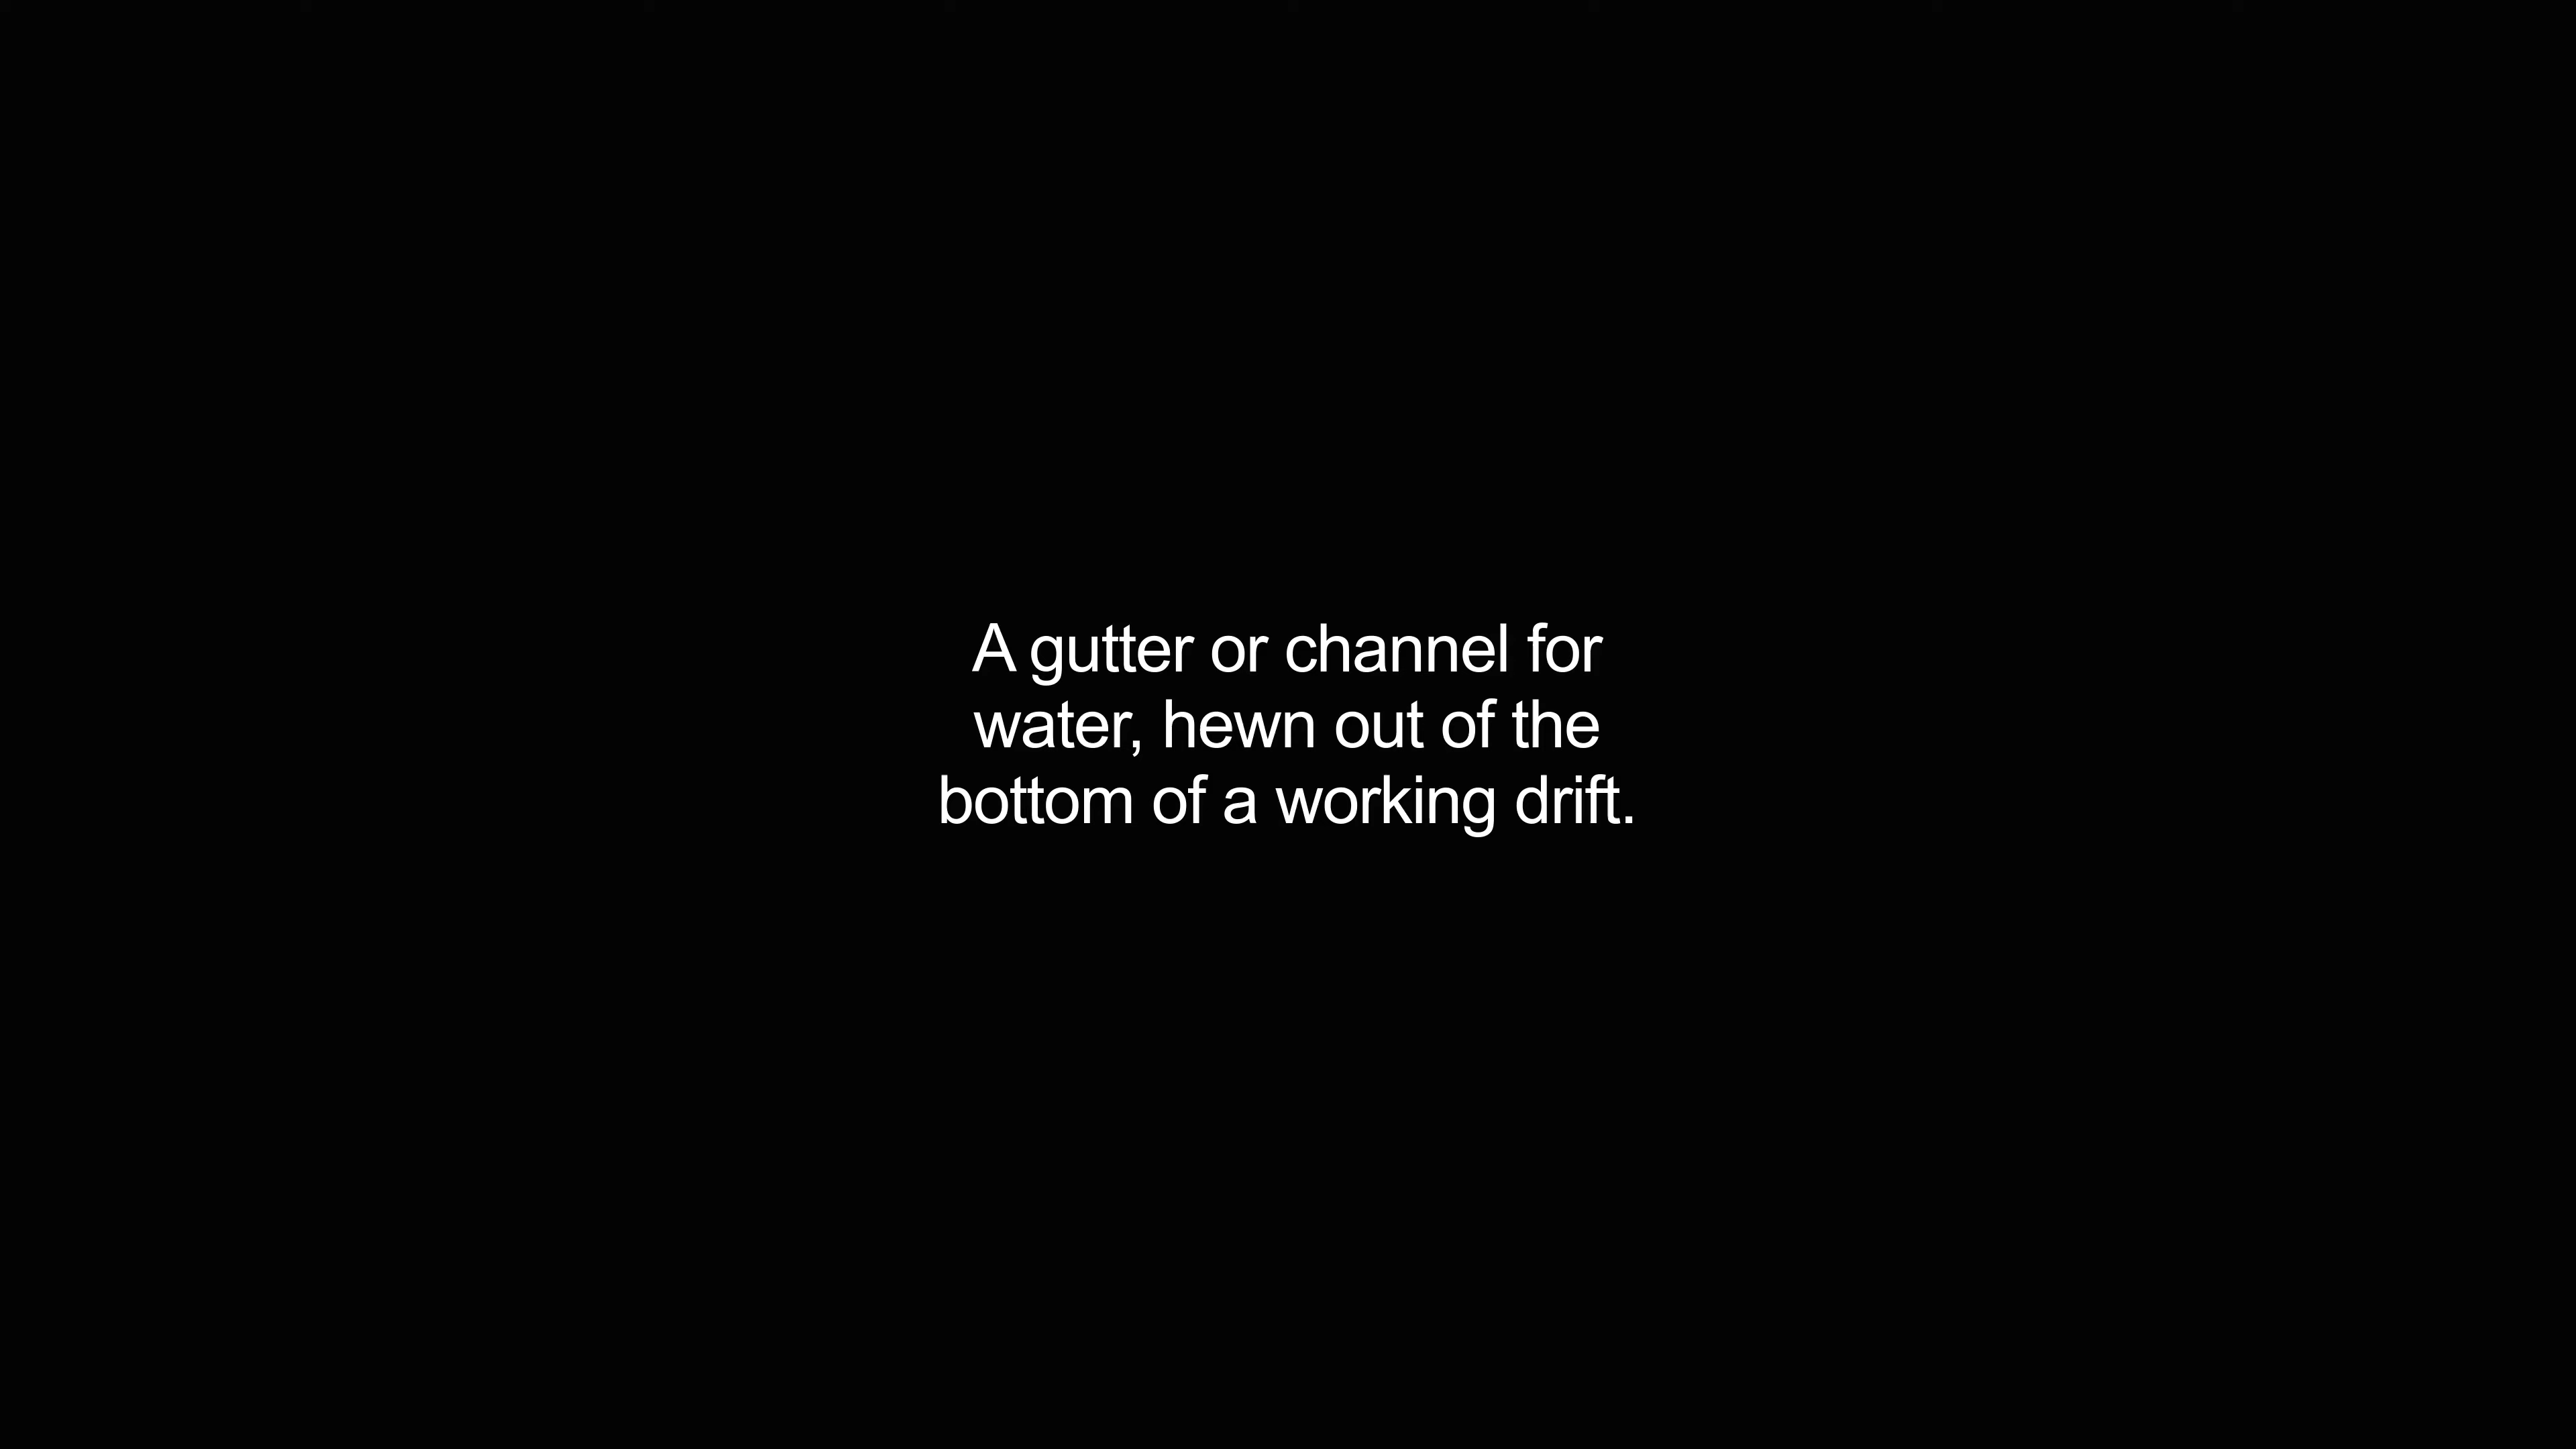 A gutter or channel for
water, hewn out of the
bottom of a working drift.